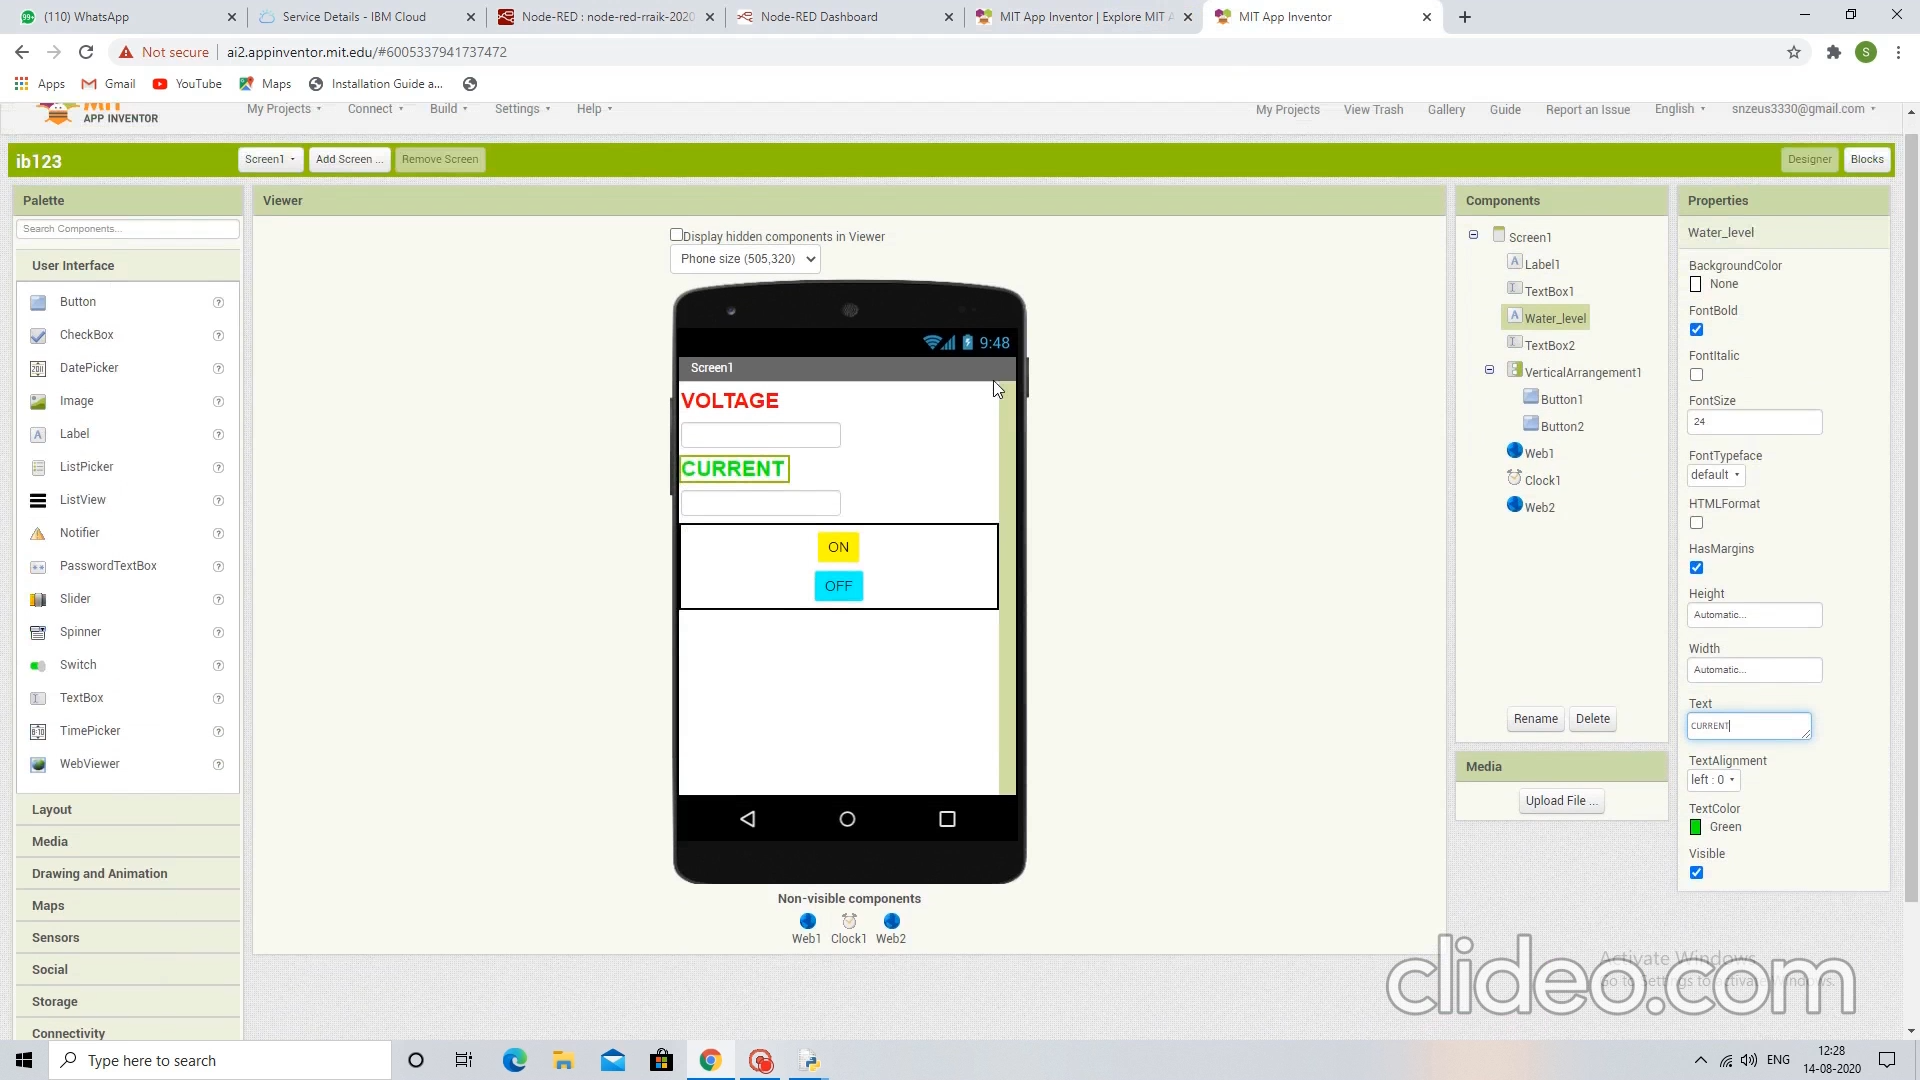 (110) WhatsApp
Service Details - IBM Cloud
Node-RED : node-red-rraik-2020
Node-RED Dashboard
MIT App Inventor | Explore MIT A
MIT App Inventor
Not secure
ai2.appinventor.mit.edu/#6005337941737472
S
Apps
Gmail
YouTube
Maps
Installation Guide a...
MIT
APP INVENTOR
My Projects
Connect
Build
Settings
Help
My Projects
View Trash
Gallery
Guide
Report an Issue
English
snzeus3330@gmail.com
ib123
Screen1
Add Screen ...
Remove Screen
Designer
Blocks
Palette
Search Components...
User Interface
Button
CheckBox
DatePicker
Image
Label
ListPicker
ListView
Notifier
PasswordTextBox
Slider
Spinner
Switch
TextBox
TimePicker
WebViewer
Layout
Media
Drawing and Animation
Maps
Sensors
Social
Storage
Connectivity
Viewer
Display hidden components in Viewer
Phone size (505,320)
9:48
Screen1
VOLTAGE
CURRENT
ON
OFF
Non-visible components
Web1
Clock1
Web2
Components
Screen1
Label1
TextBox1
Water_level
TextBox2
VerticalArrangement1
Button1
Button2
Web1
Clock1
Web2
Rename
Delete
Media
Upload File ...
Properties
Water_level
BackgroundColor
None
FontBold
FontItalic
FontSize
24
FontTypeface
default
HTMLFormat
HasMargins
Height
Automatic...
Width
Automatic...
Text
CURRENT
TextAlignment
left : 0
TextColor
Green
Visible
Activate Windows
Go to Settings to activate Windows.
clideo.com
Type here to search
ENG
12:28
14-08-2020